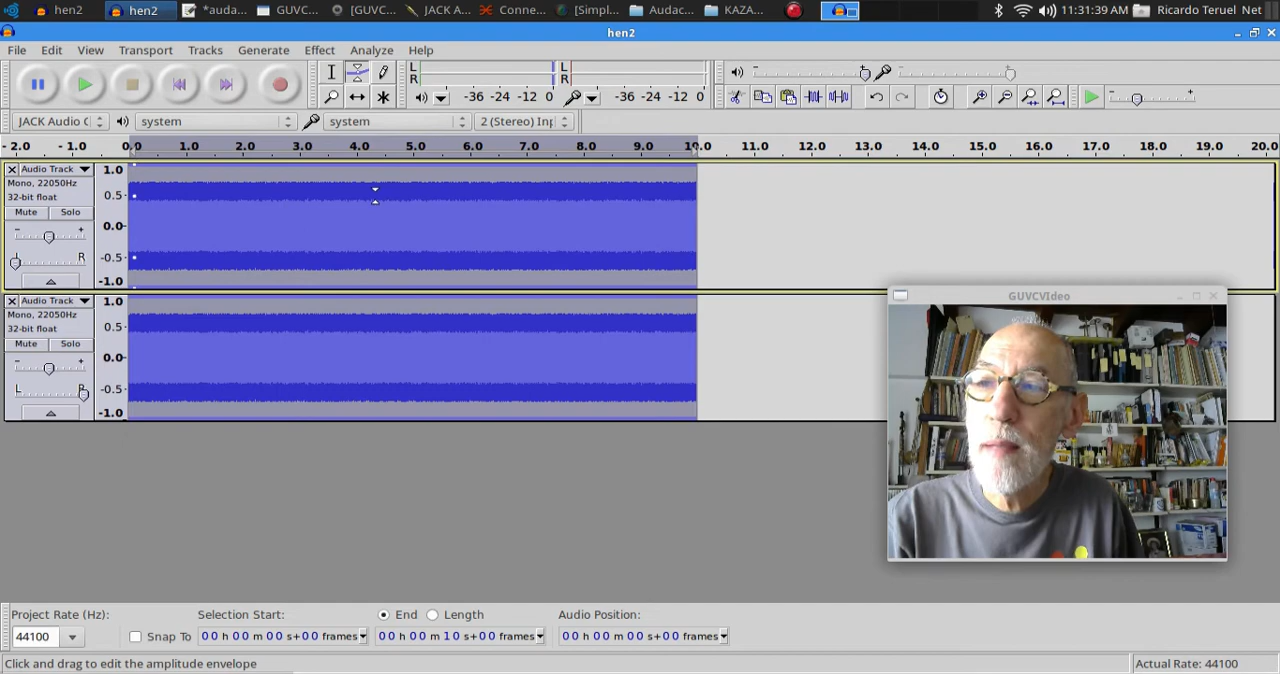 hen2 hen2 *auda... GUVC... [GUVC... JACK A... Conne... [Simpl... Audac... KAZA... 11:31:39 AM Ricardo Teruel Net
hen2
File Edit View Transport Tracks Generate Effect Analyze Help
L
R
-36 -24 -12 0
L
R
-36 -24 -12 0
JACK Audio C system system 2 (Stereo) Inp
- 2.0 - 1.0 0.0 1.0 2.0 3.0 4.0 5.0 6.0 7.0 8.0 9.0 10.0 11.0 12.0 13.0 14.0 15.0 16.0 17.0 18.0 19.0 20.0
Audio Track 1.0
Mono, 22050Hz
32-bit float 0.5
Mute Solo
0.0
- +
R -0.5
-1.0
Audio Track 1.0
Mono, 22050Hz
32-bit float 0.5
Mute Solo
0.0
- +
L R -0.5
-1.0
GUVCVIdeo
Project Rate (Hz): Selection Start: End Length Audio Position:
44100 Snap To 00 h 00 m 00 s+00 frames 00 h 00 m 10 s+00 frames 00 h 00 m 00 s+00 frames
Click and drag to edit the amplitude envelope Actual Rate: 44100